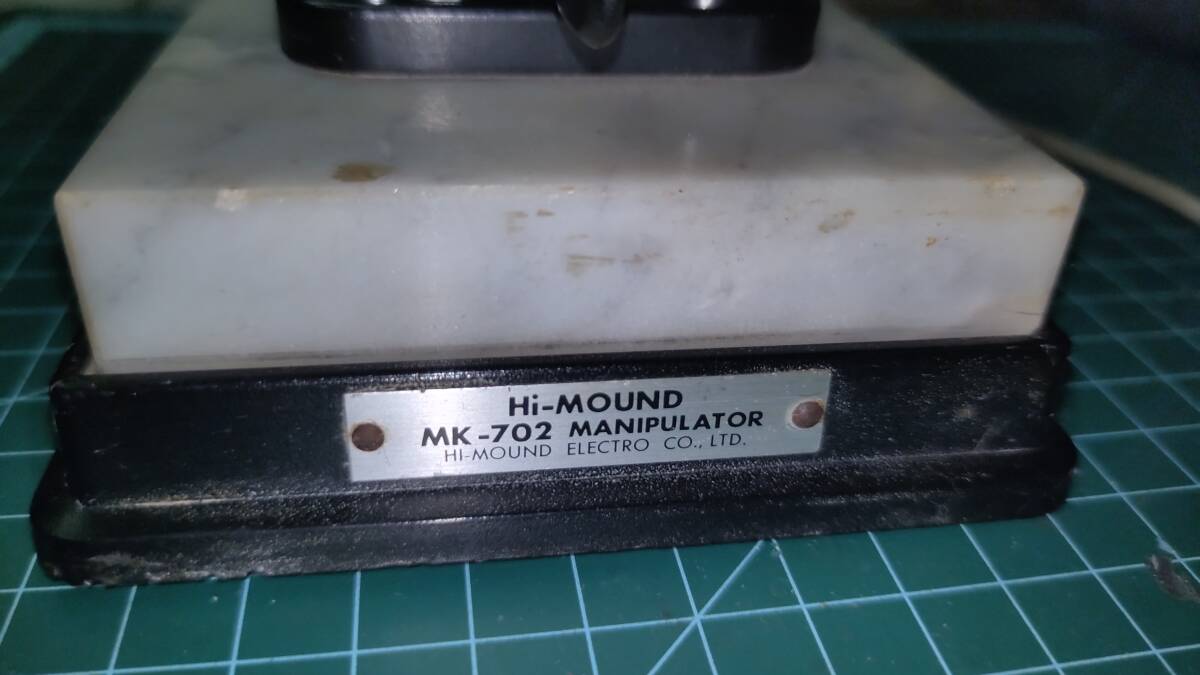 Hi-MOUND
MK-702 MANIPULATOR
HI-MOUND ELECTRO CO., LTD.